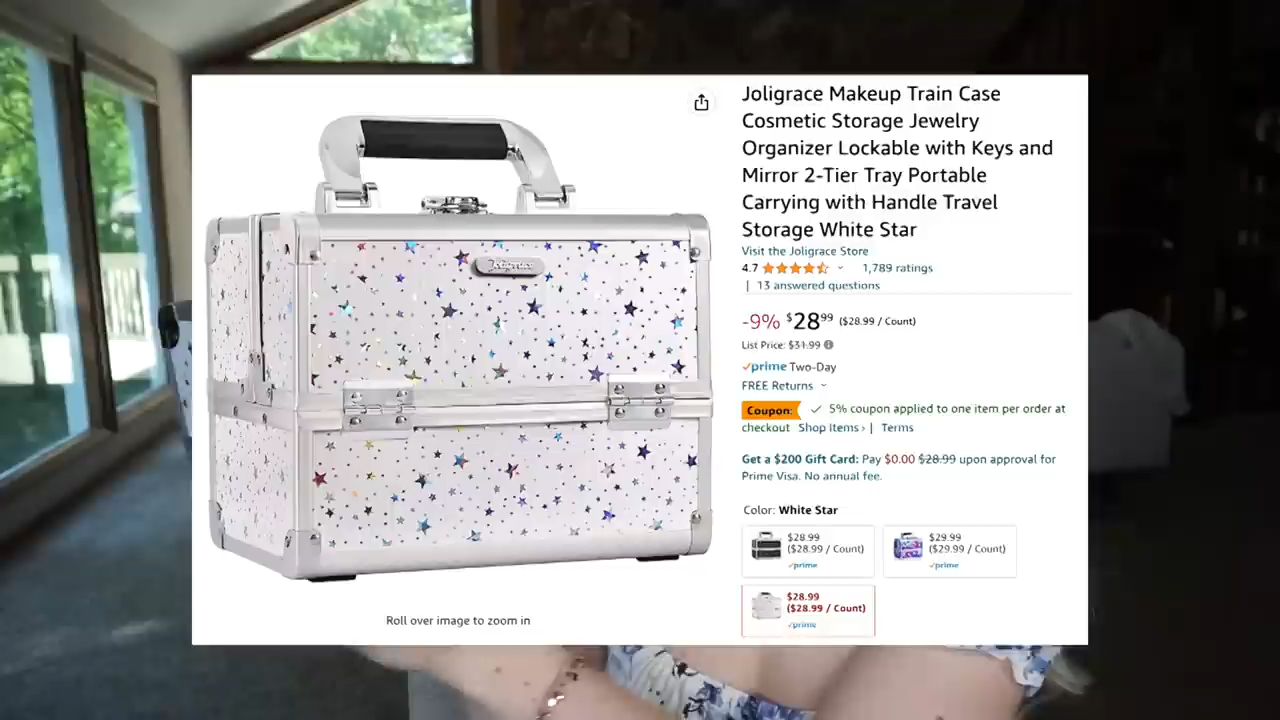 Joligrace Makeup Train Case
Cosmetic Storage Jewelry
Organizer Lockable with Keys and
Mirror 2-Tier Tray Portable
Carrying with Handle Travel
Storage White Star
Visit the Joligrace Store
4.7 1,789 ratings
| 13 answered questions
-9% $28 99 ($28.99 / Count)
List Price: $31.99
prime Two-Day
FREE Returns
Coupon: 5% coupon applied to one item per order at
checkout Shop Items › | Terms
Get a $200 Gift Card: Pay $0.00 $28.99 upon approval for
Prime Visa. No annual fee.
Color: White Star
$28.99
($28.99 / Count)
prime
$29.99
($29.99 / Count)
prime
$28.99
($28.99 / Count)
prime
Joligrace
Roll over image to zoom in